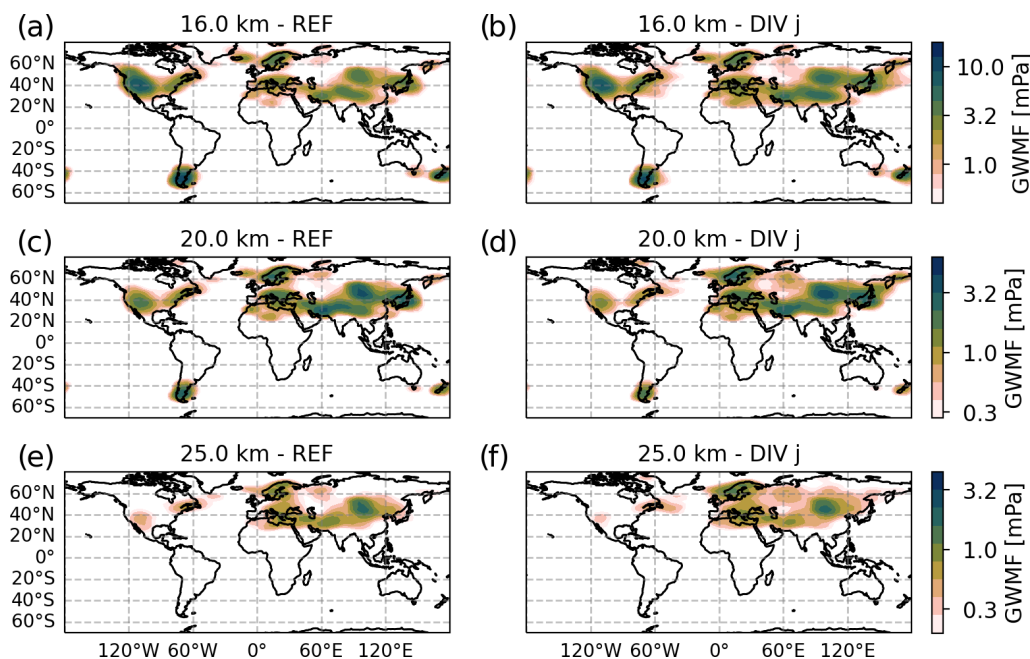 (a) 16.0 km - REF
(b) 16.0 km - DIV j
60°N
40°N
20°N
0°
20°S
40°S
60°S
10.0
3.2
1.0
GWMF [mPa]
(c) 20.0 km - REF
(d) 20.0 km - DIV j
60°N
40°N
20°N
0°
20°S
40°S
60°S
3.2
1.0
0.3
GWMF [mPa]
(e) 25.0 km - REF
(f) 25.0 km - DIV j
60°N
40°N
20°N
0°
20°S
40°S
60°S
3.2
1.0
0.3
GWMF [mPa]
120°W 60°W 0° 60°E 120°E
120°W 60°W 0° 60°E 120°E